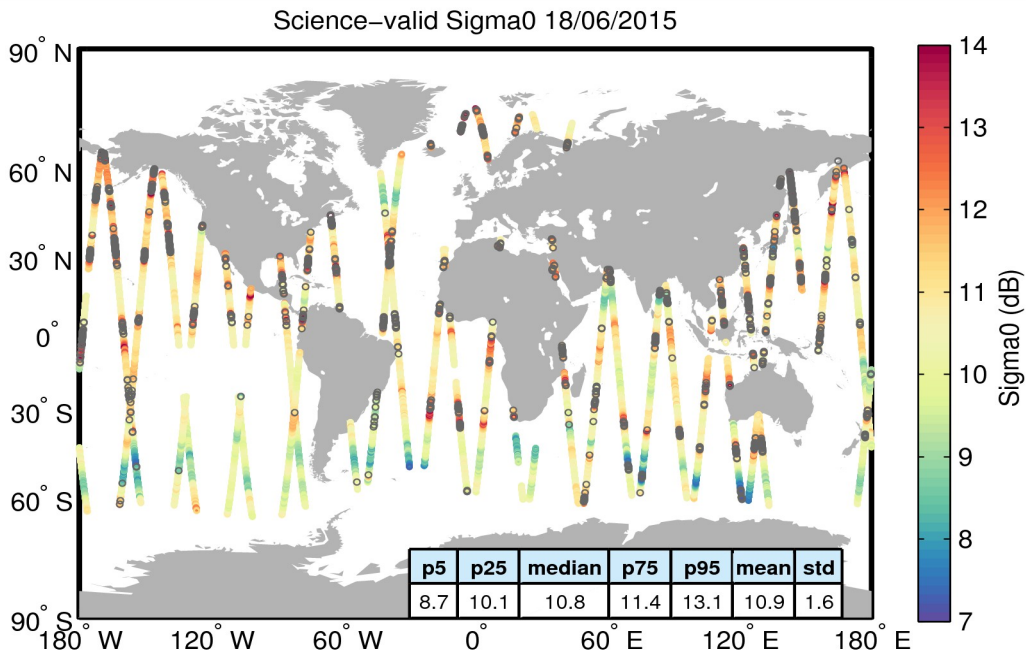 Science−valid Sigma0 18/06/2015
90° N
60° N
30° N
0°
30° S
60° S
90° S
180° W
120° W
60° W
0°
60° E
120° E
180° E
p5 p25 median p75 p95 mean std
8.7 10.1 10.8 11.4 13.1 10.9 1.6
14
13
12
11
10
9
8
7
Sigma0 (dB)